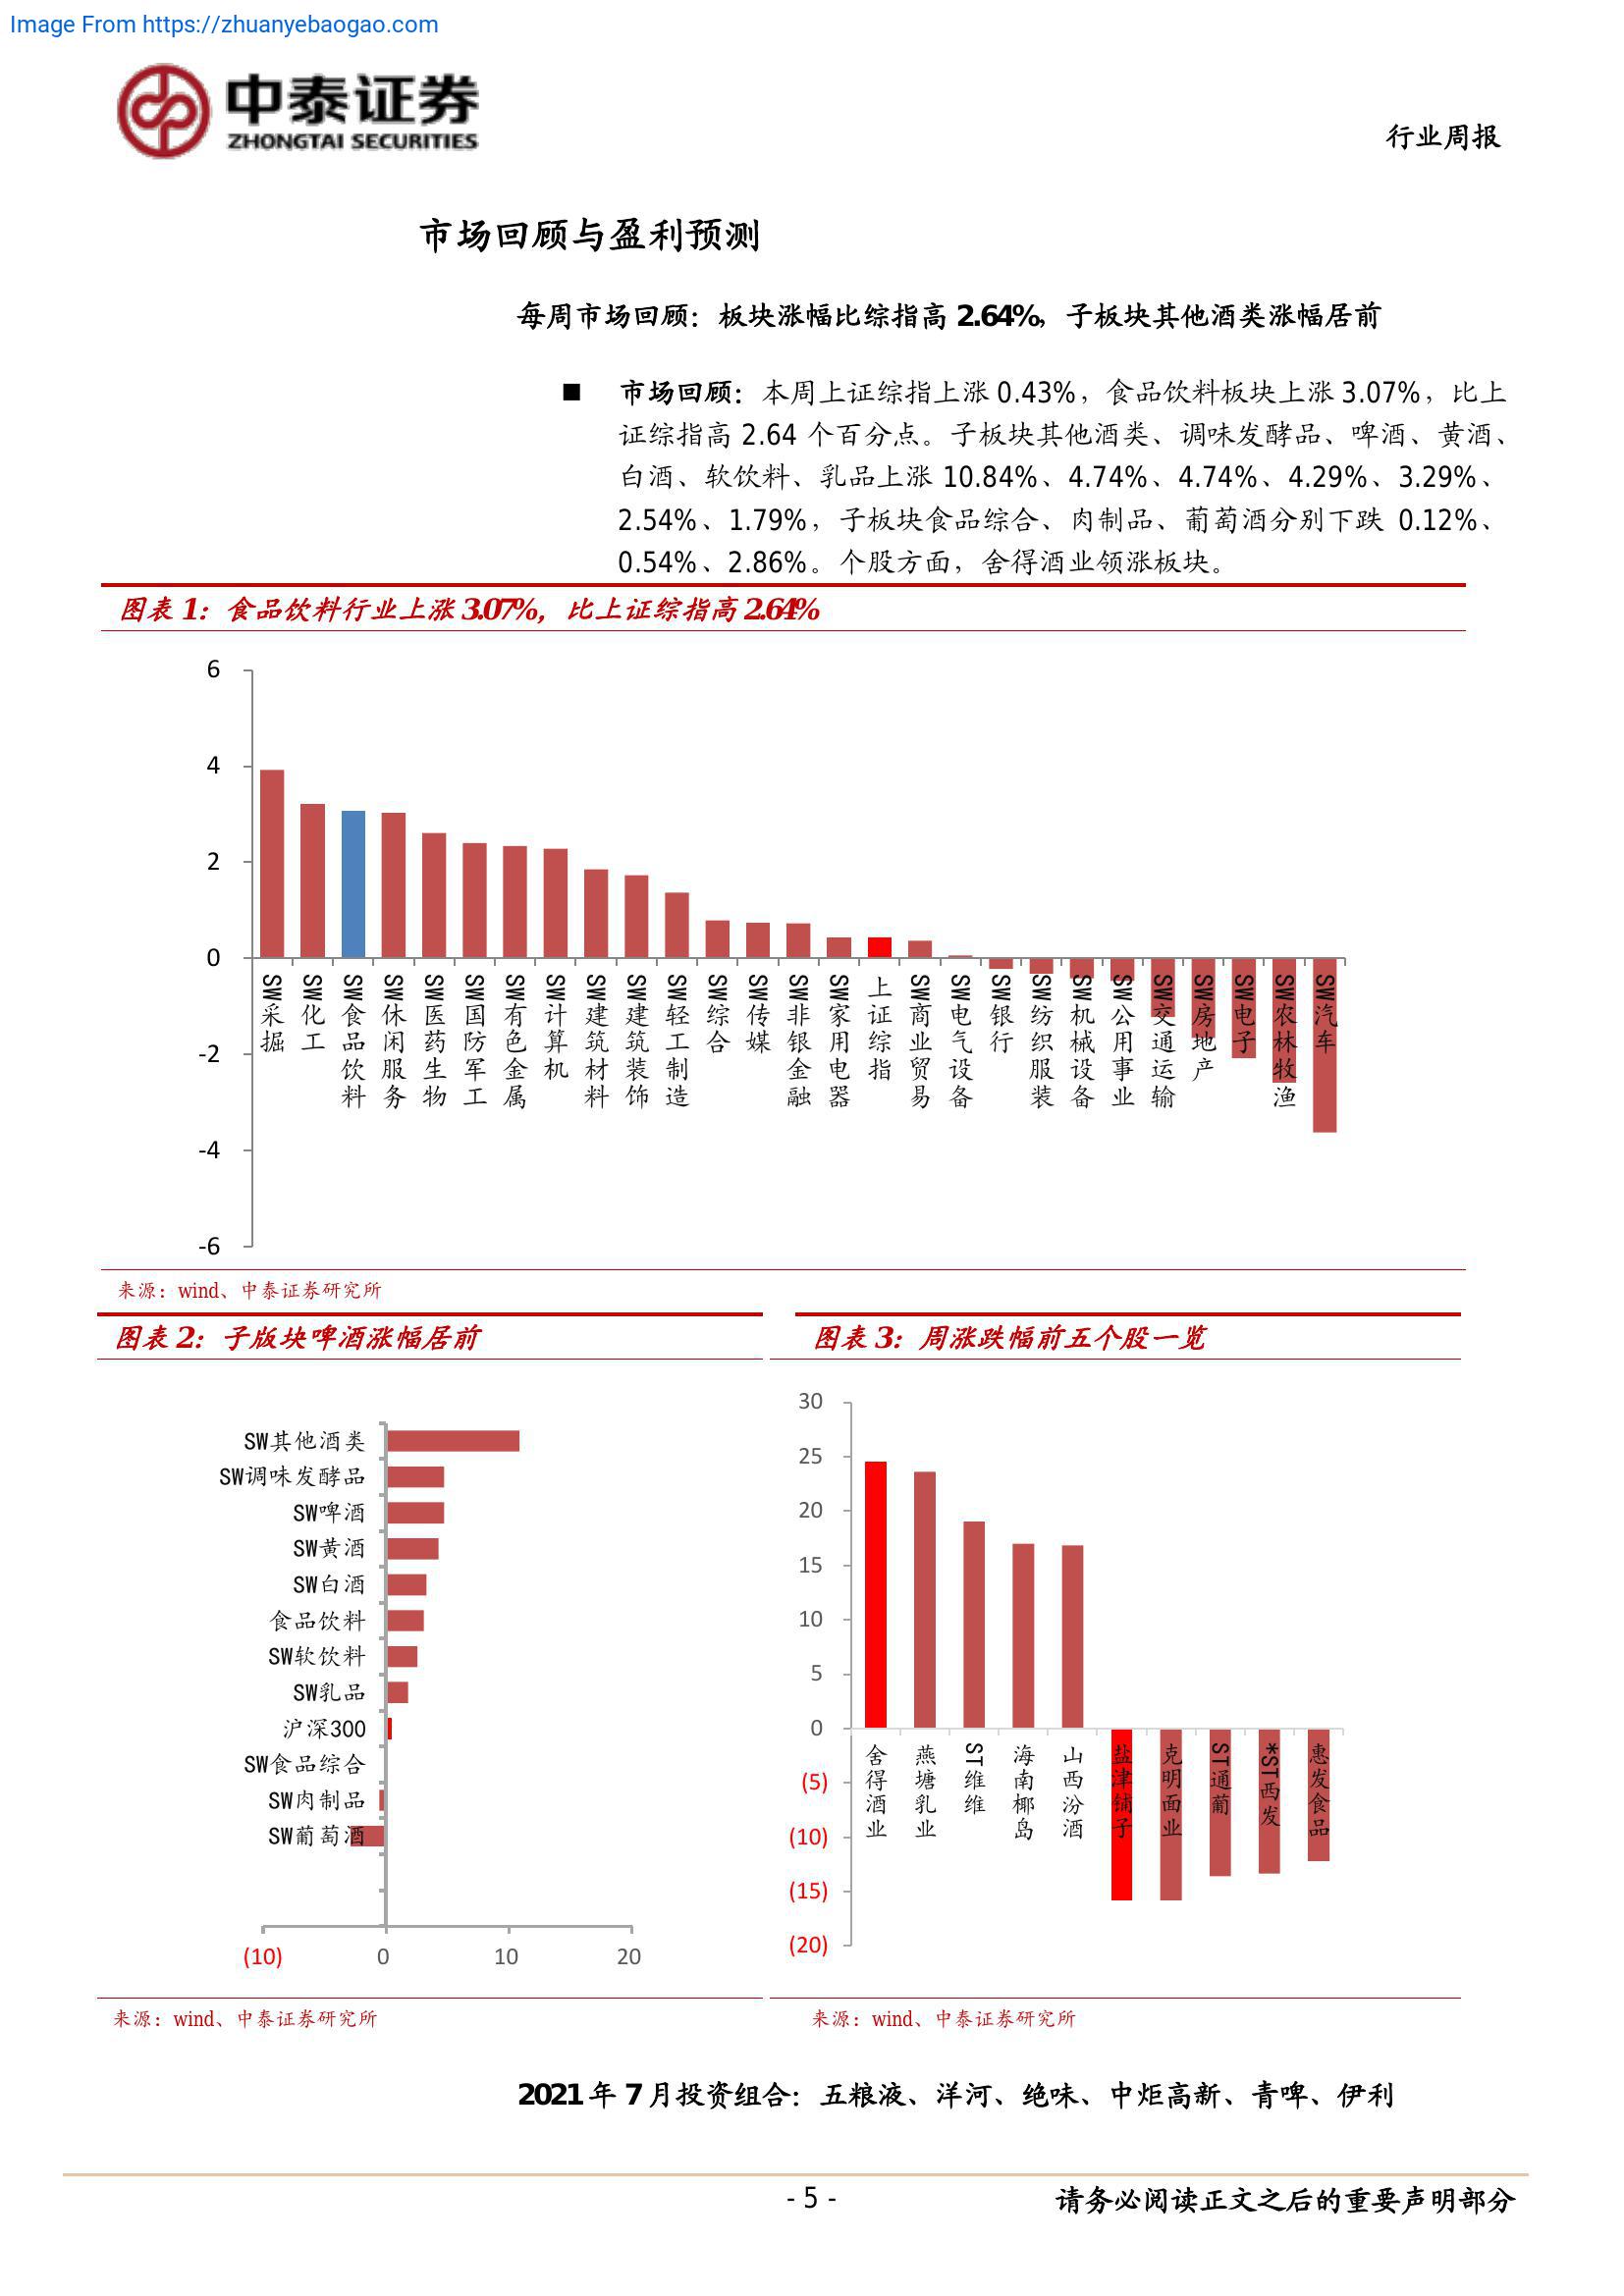 Image From https://zhuanyebaogao.com
中泰证券
ZHONGTAI SECURITIES
行业周报
市场回顾与盈利预测
每周市场回顾：板块涨幅比综指高 2.64%，子板块其他酒类涨幅居前
■ 市场回顾：本周上证综指上涨 0.43%，食品饮料板块上涨 3.07%，比上
证综指高 2.64 个百分点。子板块其他酒类、调味发酵品、啤酒、黄酒、
白酒、软饮料、乳品上涨 10.84%、4.74%、4.74%、4.29%、3.29%、
2.54%、1.79%，子板块食品综合、肉制品、葡萄酒分别下跌 0.12%、
0.54%、2.86%。个股方面，舍得酒业领涨板块。
图表 1：食品饮料行业上涨 3.07%，比上证综指高 2.64%
6
4
2
0
-2
-4
-6
SW采掘
SW化工
SW食品饮料
SW休闲服务
SW医药生物
SW国防军工
SW有色金属
SW计算机
SW建筑材料
SW建筑装饰
SW轻工制造
SW综合
SW传媒
SW非银金融
SW家用电器
上证综指
SW商业贸易
SW电气设备
SW银行
SW纺织服装
SW机械设备
SW公用事业
SW交通运输
SW房地产
SW电子
SW农林牧渔
SW汽车
来源：wind、中泰证券研究所
图表 2：子版块啤酒涨幅居前
SW其他酒类
SW调味发酵品
SW啤酒
SW黄酒
SW白酒
食品饮料
SW软饮料
SW乳品
沪深300
SW食品综合
SW肉制品
SW葡萄酒
(10)
0
10
20
来源：wind、中泰证券研究所
图表 3：周涨跌幅前五个股一览
30
25
20
15
10
5
0
(5)
(10)
(15)
(20)
舍得酒业
燕塘乳业
ST维维
海南椰岛
山西汾酒
盐津铺子
克明面业
ST通葡
*ST西发
惠发食品
来源：wind、中泰证券研究所
2021 年 7 月投资组合：五粮液、洋河、绝味、中炬高新、青啤、伊利
- 5 -
请务必阅读正文之后的重要声明部分